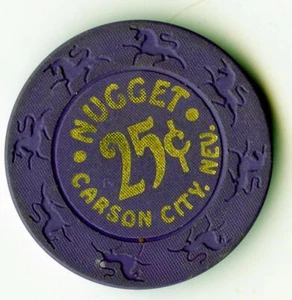 • NUGGET •
25¢
CARSON CITY, NEV.